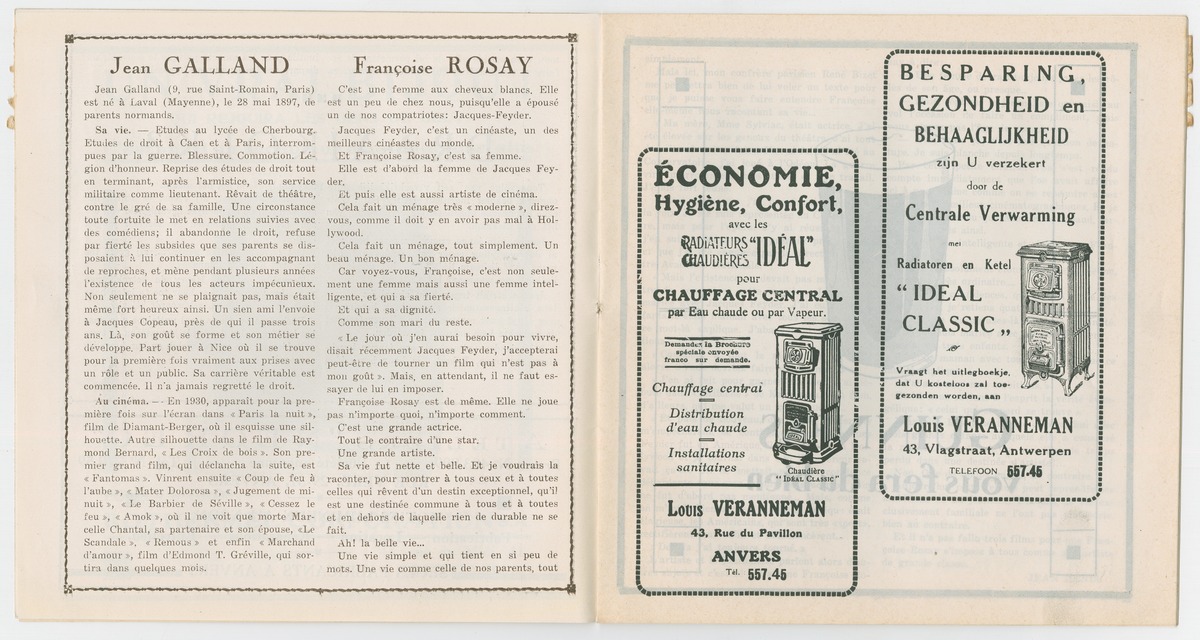 Jean GALLAND
Jean Galland (9, rue Saint-Romain, Paris)
est né à Laval (Mayenne), le 28 mai 1897, de
parents normands.
Sa vie. — Etudes au lycée de Cherbourg.
Etudes de droit à Caen et à Paris, interrom-
pues par la guerre. Blessure. Commotion. Lé-
gion d'honneur. Reprise des études de droit tout
en terminant, après l'armistice, son service
militaire comme lieutenant. Rêvait de théâtre,
contre le gré de sa famille. Une circonstance
toute fortuite le met en relations suivies avec
des comédiens; il abandonne le droit, refuse
par fierté les subsides que ses parents se dis-
posaient à lui continuer en les accompagnant
de reproches, et mène pendant plusieurs années
l'existence de tous les acteurs impécunieux.
Non seulement ne se plaignait pas, mais était
même fort heureux ainsi. Un sien ami l'envoie
à Jacques Copeau, près de qui il passe trois
ans. Là, son goût se forme et son métier se
développe. Part jouer à Nice où il se trouve
pour la première fois vraiment aux prises avec
un rôle et un public. Sa carrière véritable est
commencée. Il n'a jamais regretté le droit.
Au cinéma. — En 1930, apparaît pour la pre-
mière fois sur l'écran dans « Paris la nuit »,
film de Diamant-Berger, où il esquisse une sil-
houette. Autre silhouette dans le film de Ray-
mond Bernard, « Les Croix de bois ». Son pre-
mier grand film, qui déclancha la suite, est
« Fantomas ». Vinrent ensuite « Coup de feu à
l'aube », « Mater Dolorosa », « Jugement de mi-
nuit », « Le Barbier de Séville », « Cessez le
feu », « Amok », où il ne voit que morte Mar-
celle Chantal, sa partenaire et son épouse, «Le
Scandale », « Remous » et enfin « Marchand
d'amour », film d'Edmond T. Gréville, qui sor-
tira dans quelques mois.
Françoise ROSAY
C'est une femme aux cheveux blancs. Elle
est un peu de chez nous, puisqu'elle a épousé
un de nos compatriotes: Jacques-Feyder.
Jacques Feyder, c'est un cinéaste, un des
meilleurs cinéastes du monde.
Et Françoise Rosay, c'est sa femme.
Elle est d'abord la femme de Jacques Fey-
der.
Et puis elle est aussi artiste de cinéma.
Cela fait un ménage très « moderne », direz-
vous, comme il doit y en avoir pas mal à Hol-
lywood.
Cela fait un ménage, tout simplement. Un
beau ménage. Un bon ménage.
Car voyez-vous, Françoise, c'est non seule-
ment une femme mais aussi une femme intel-
ligente, et qui a sa fierté.
Et qui a sa dignité.
Comme son mari du reste.
« Le jour où j'en aurai besoin pour vivre,
disait récemment Jacques Feyder, j'accepterai
peut-être de tourner un film qui n'est pas à
mon goût ». Mais, en attendant, il ne faut es-
sayer de lui en imposer.
Françoise Rosay est de même. Elle ne joue
pas n'importe quoi, n'importe comment.
C'est une grande actrice.
Tout le contraire d'une star.
Une grande artiste.
Sa vie fut nette et belle. Et je voudrais la
raconter, pour montrer à tous ceux et à toutes
celles qui rêvent d'un destin exceptionnel, qu'il
est une destinée commune à tous et à toutes
et en dehors de laquelle rien de durable ne se
fait.
Ah! la belle vie...
Une vie simple et qui tient en si peu de
mots. Une vie comme celle de nos parents, tout
ÉCONOMIE,
Hygiène, Confort,
avec les
RADIATEURS "IDÉAL"
CHAUDIÈRES
pour
CHAUFFAGE CENTRAL
par Eau chaude ou par Vapeur.
Demandez la Brochure
spéciale envoyée
franco sur demande.
Chauffage central
Distribution
d'eau chaude
Installations
sanitaires
Chaudière
"IDÉAL CLASSIC"
LOUIS VERANNEMAN
43, Rue du Pavillon
ANVERS
Tél. 557.45
BESPARING,
GEZONDHEID en
BEHAAGLIJKHEID
zijn U verzekert
door de
Centrale Verwarming
met
Radiatoren en Ketel
“ IDEAL
CLASSIC „
Vraagt het uitlegboekje,
dat U kosteloos zal toe-
gezonden worden, aan
Louis VERANNEMAN
43, Vlagstraat, Antwerpen
TELEFOON 557.45